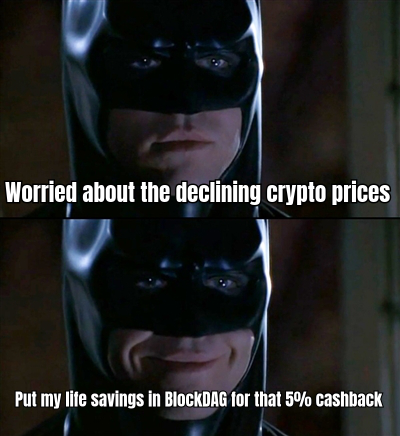 Worried about the declining crypto prices
Put my life savings in BlockDAG for that 5% cashback